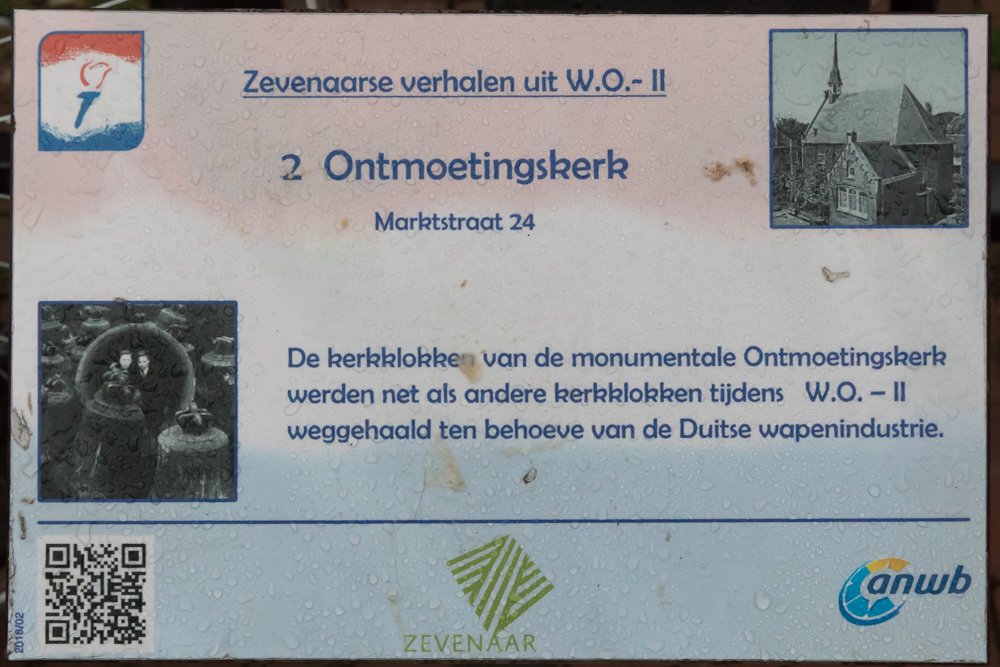 Zevenaarse verhalen uit W.O.- II
2 Ontmoetingskerk
Marktstraat 24
De kerkklokken van de monumentale Ontmoetingskerk
werden net als andere kerkklokken tijdens W.O. – II
weggehaald ten behoeve van de Duitse wapenindustrie.
2018/02
ZEVENAAR
anwb